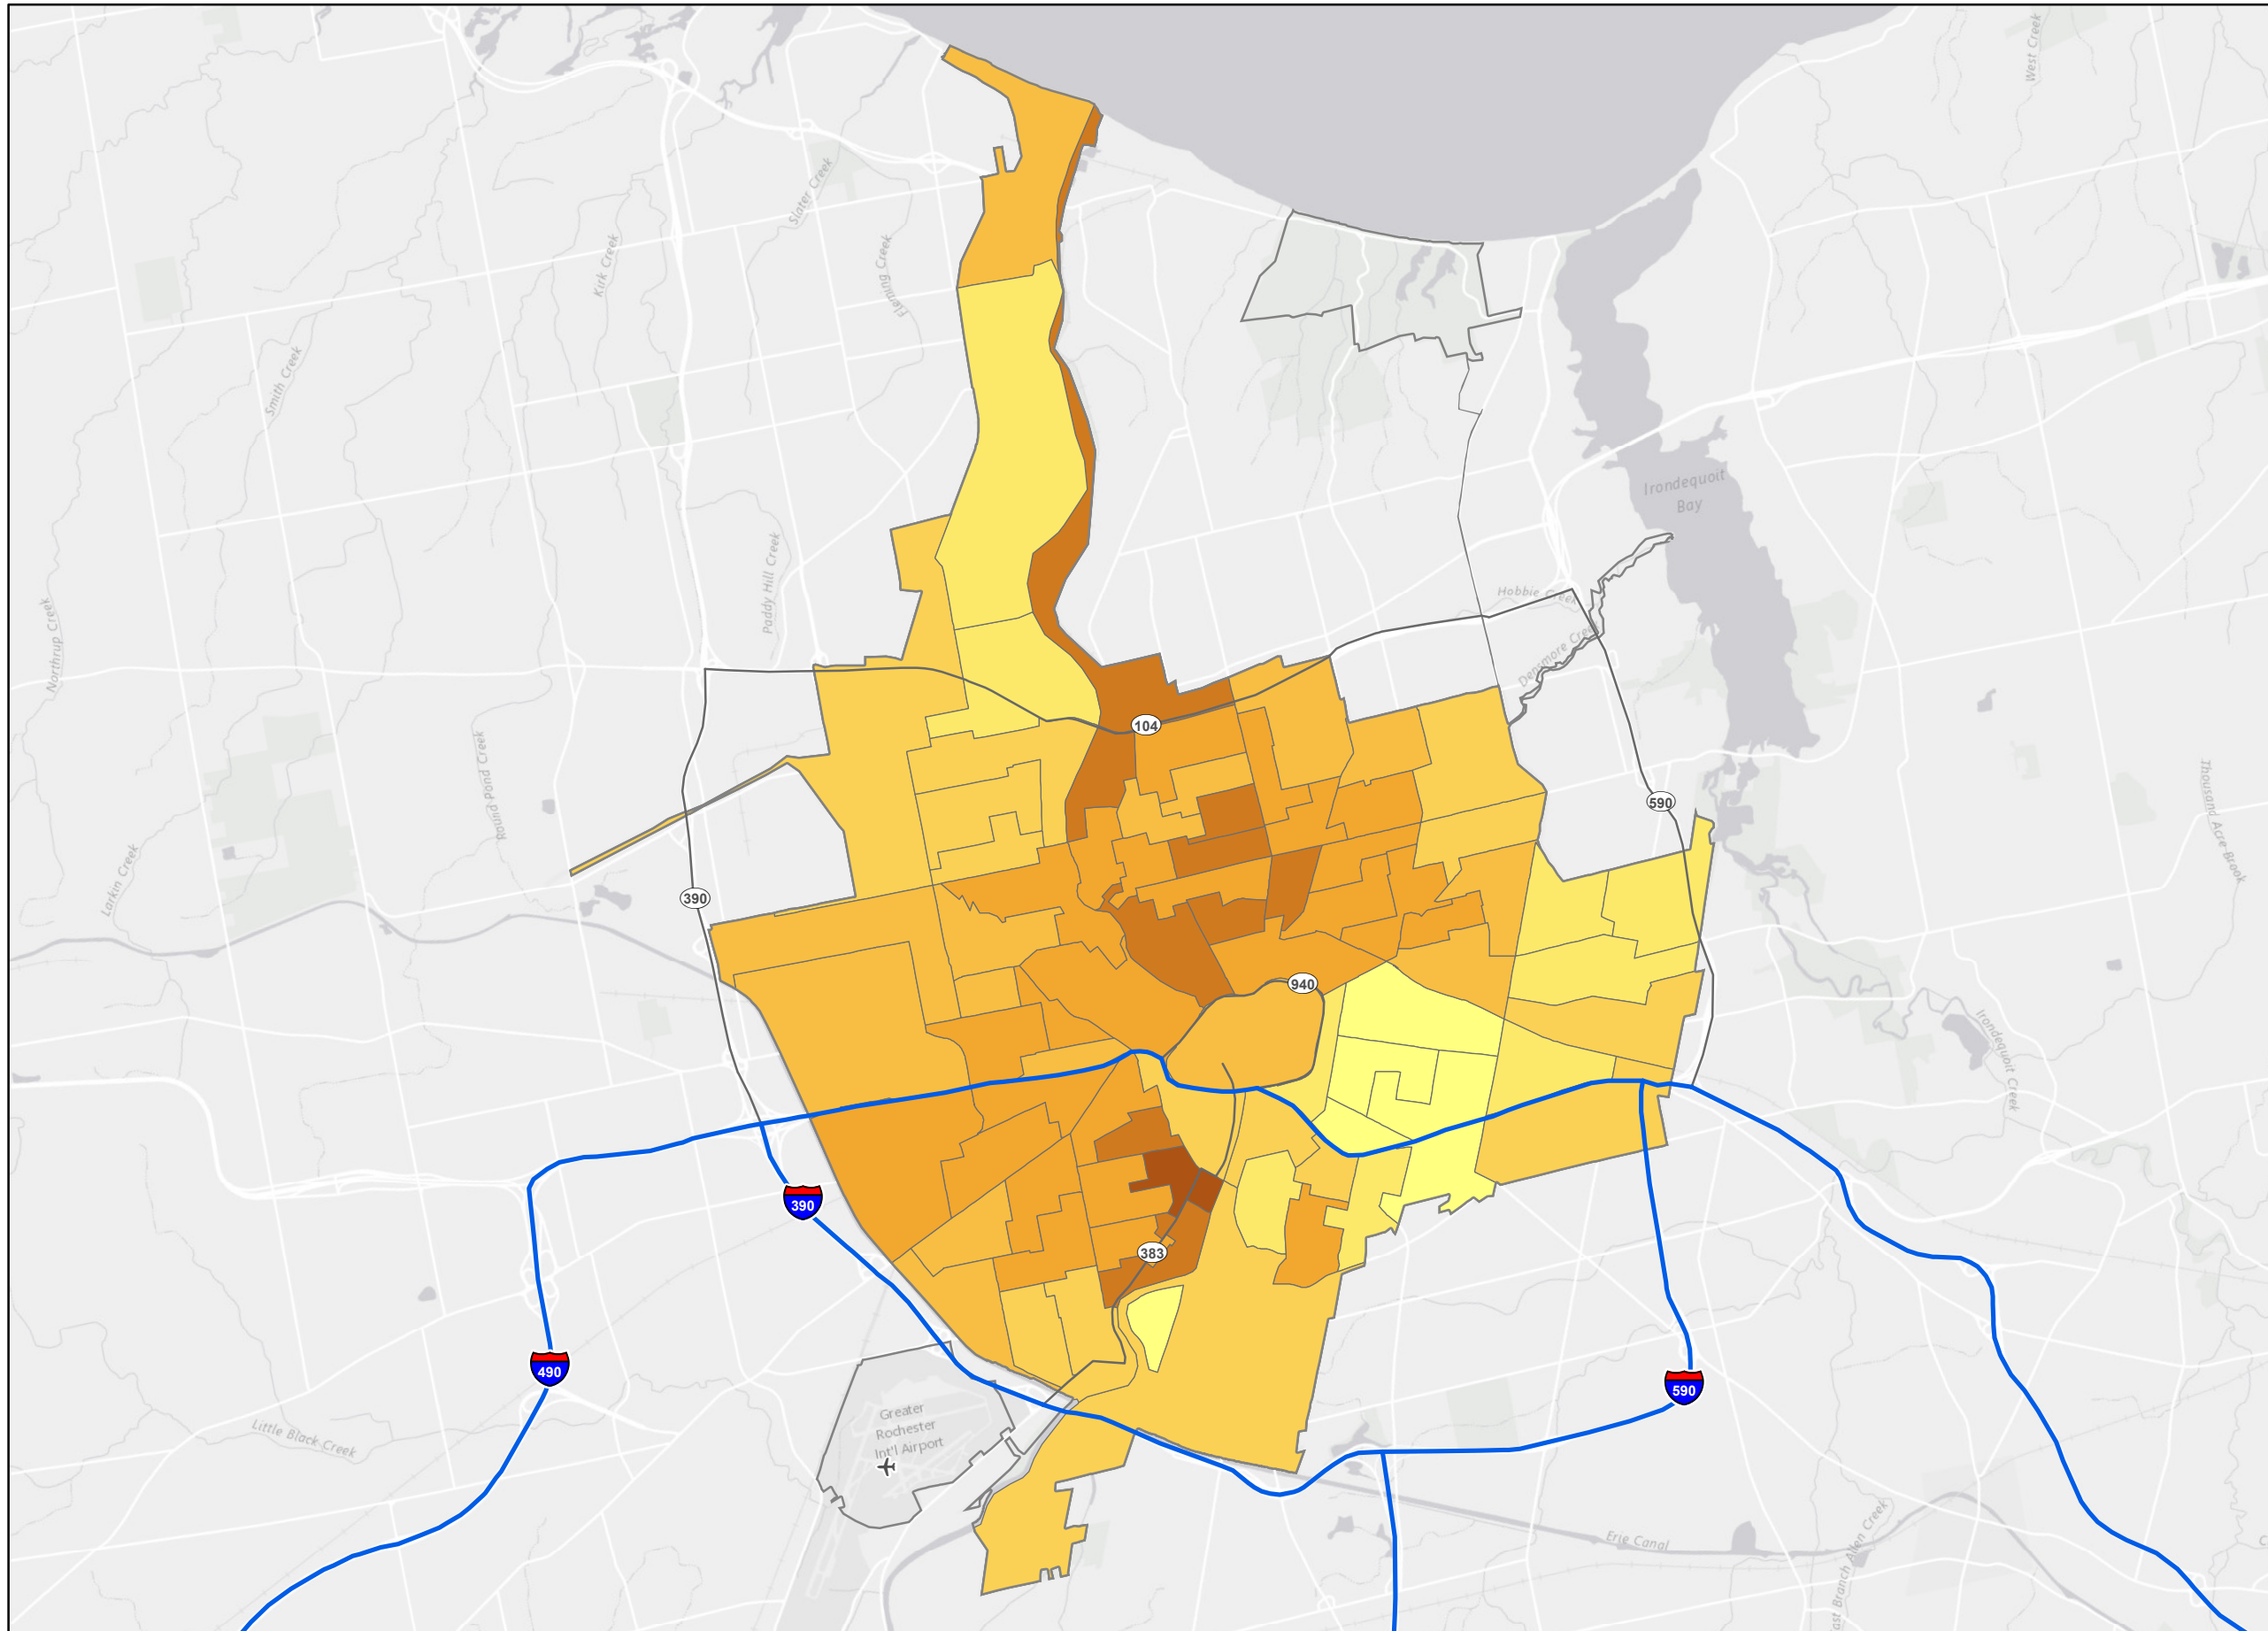 West Creek
Slater Creek
Kirk Creek
Fleming Creek
Smith Creek
Irondequoit
Bay
Paddy Hill Creek
Hobbie Creek
Northrup Creek
Densmore Creek
104
590
Round Pond Creek
Thousand Acre Brook
Larkin Creek
390
940
Irondequoit Creek
390
383
490
590
Greater
Rochester
Int'l Airport
Little Black Creek
Erie Canal
East Branch Allen Creek